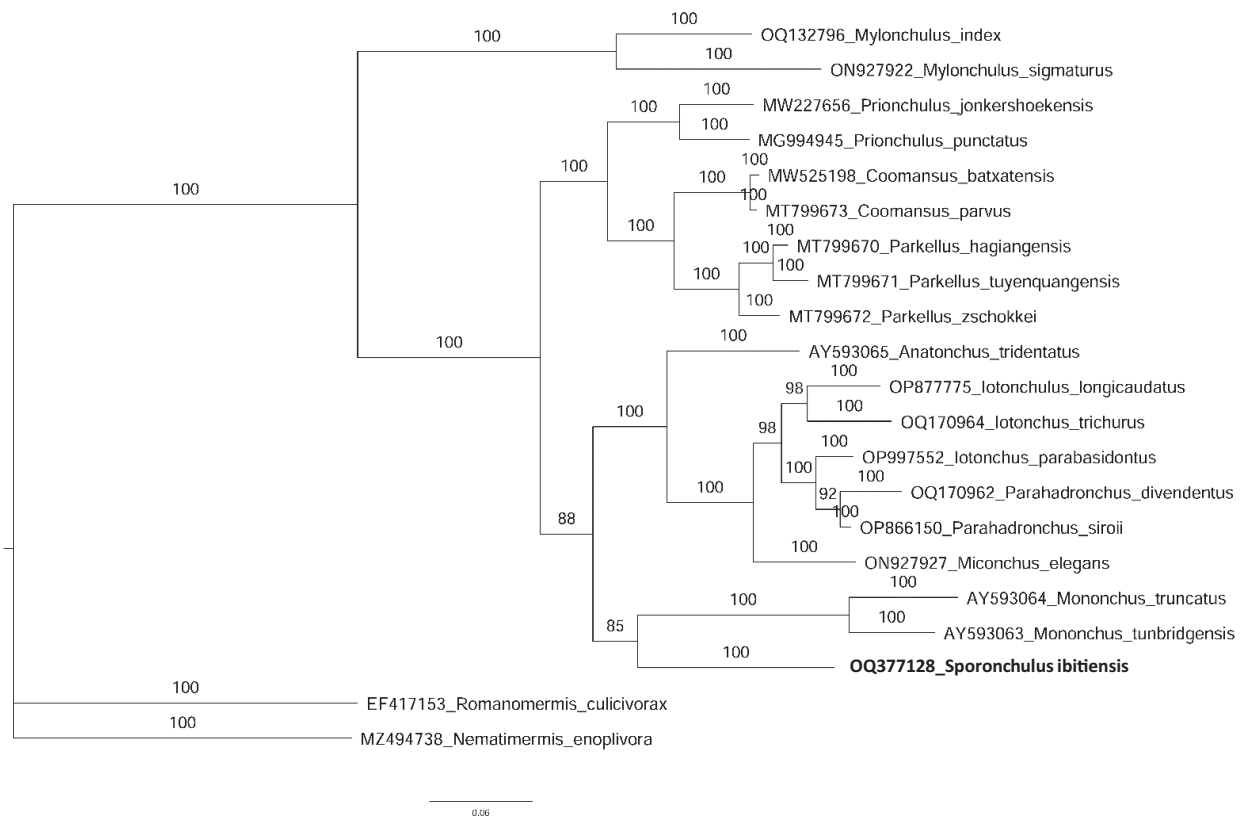 100
OQ132796_Mylonchulus_index
100
100
ON927922_Mylonchulus_sigmaturus
100
MW227656_Prionchulus_jonkershoekensis
100
100
MG994945_Prionchulus_punctatus
100
100
MW525198_Coomansus_batxatensis
100
100
100
MT799673_Coomansus_parvus
100
100
MT799670_Parkellus_hagiangensis
100
100
MT799671_Parkellus_tuyenquangensis
100
100
MT799672_Parkellus_zschokkei
100
100
AY593065_Anatonchus_tridentatus
100
100
OP877775_Iotonchulus_longicaudatus
98
100
100
OQ170964_Iotonchus_trichurus
98
100
OP997552_Iotonchus_parabasidontus
100
100
OQ170962_Parahadronchus_divendentus
92
100
100
OP866150_Parahadronchus_siroii
88
100
ON927927_Miconchus_elegans
100
AY593064_Mononchus_truncatus
100
100
AY593063_Mononchus_tunbridgensis
85
100
OQ377128_Sporonchulus ibitiensis
100
EF417153_Romanomermis_culicivorax
100
MZ494738_Nematimermis_enoplivora
0.06